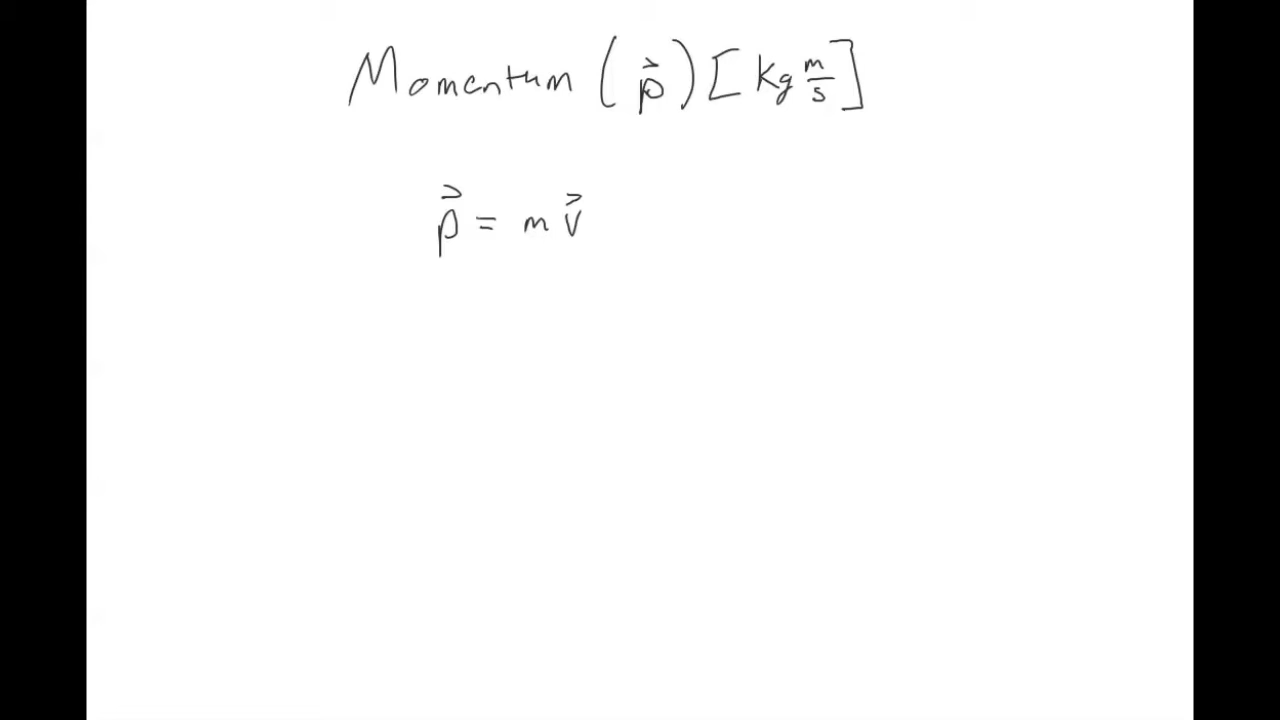 Momentum (p⃗) [kg m/s]
p⃗ = m v⃗